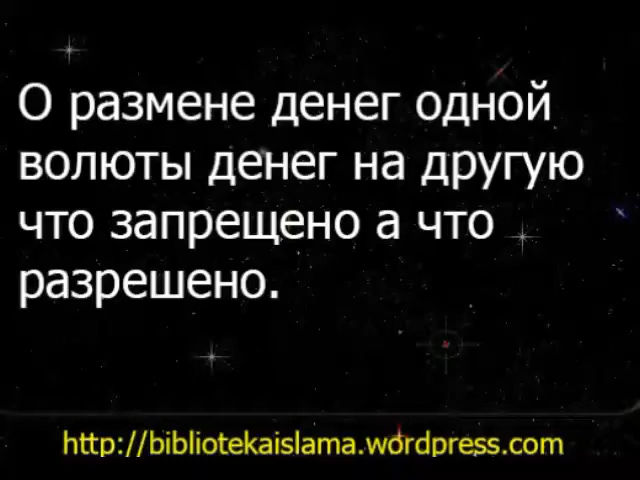 О размене денег одной
волюты денег на другую
что запрещено а что
разрешено.
http://bibliotekaislama.wordpress.com